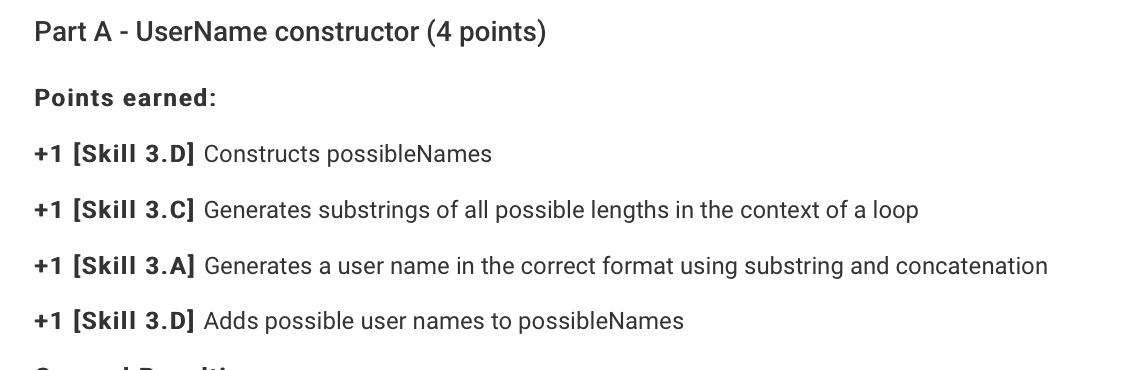 Part A - UserName constructor (4 points)
Points earned:
+1 [Skill 3.D] Constructs possibleNames
+1 [Skill 3.C] Generates substrings of all possible lengths in the context of a loop
+1 [Skill 3.A] Generates a user name in the correct format using substring and concatenation
+1 [Skill 3.D] Adds possible user names to possibleNames